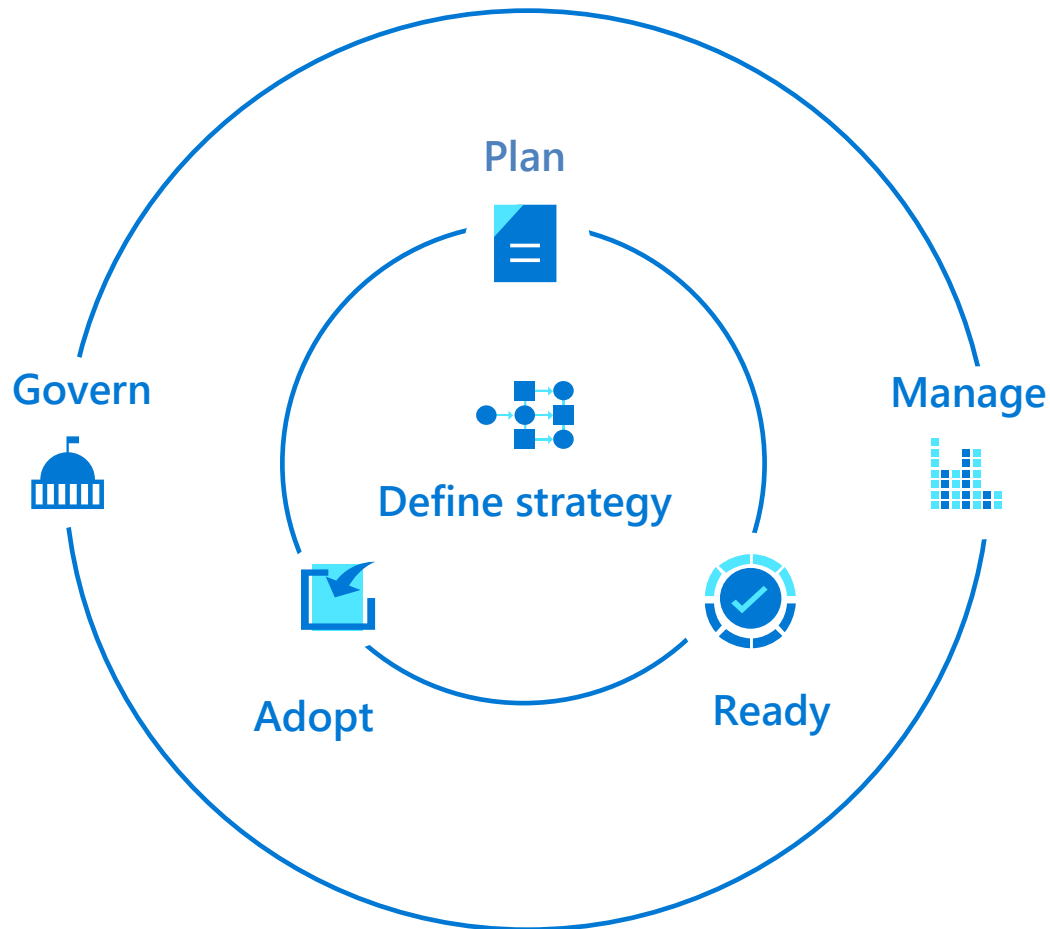 Plan
Govern
Manage
Define strategy
Adopt
Ready